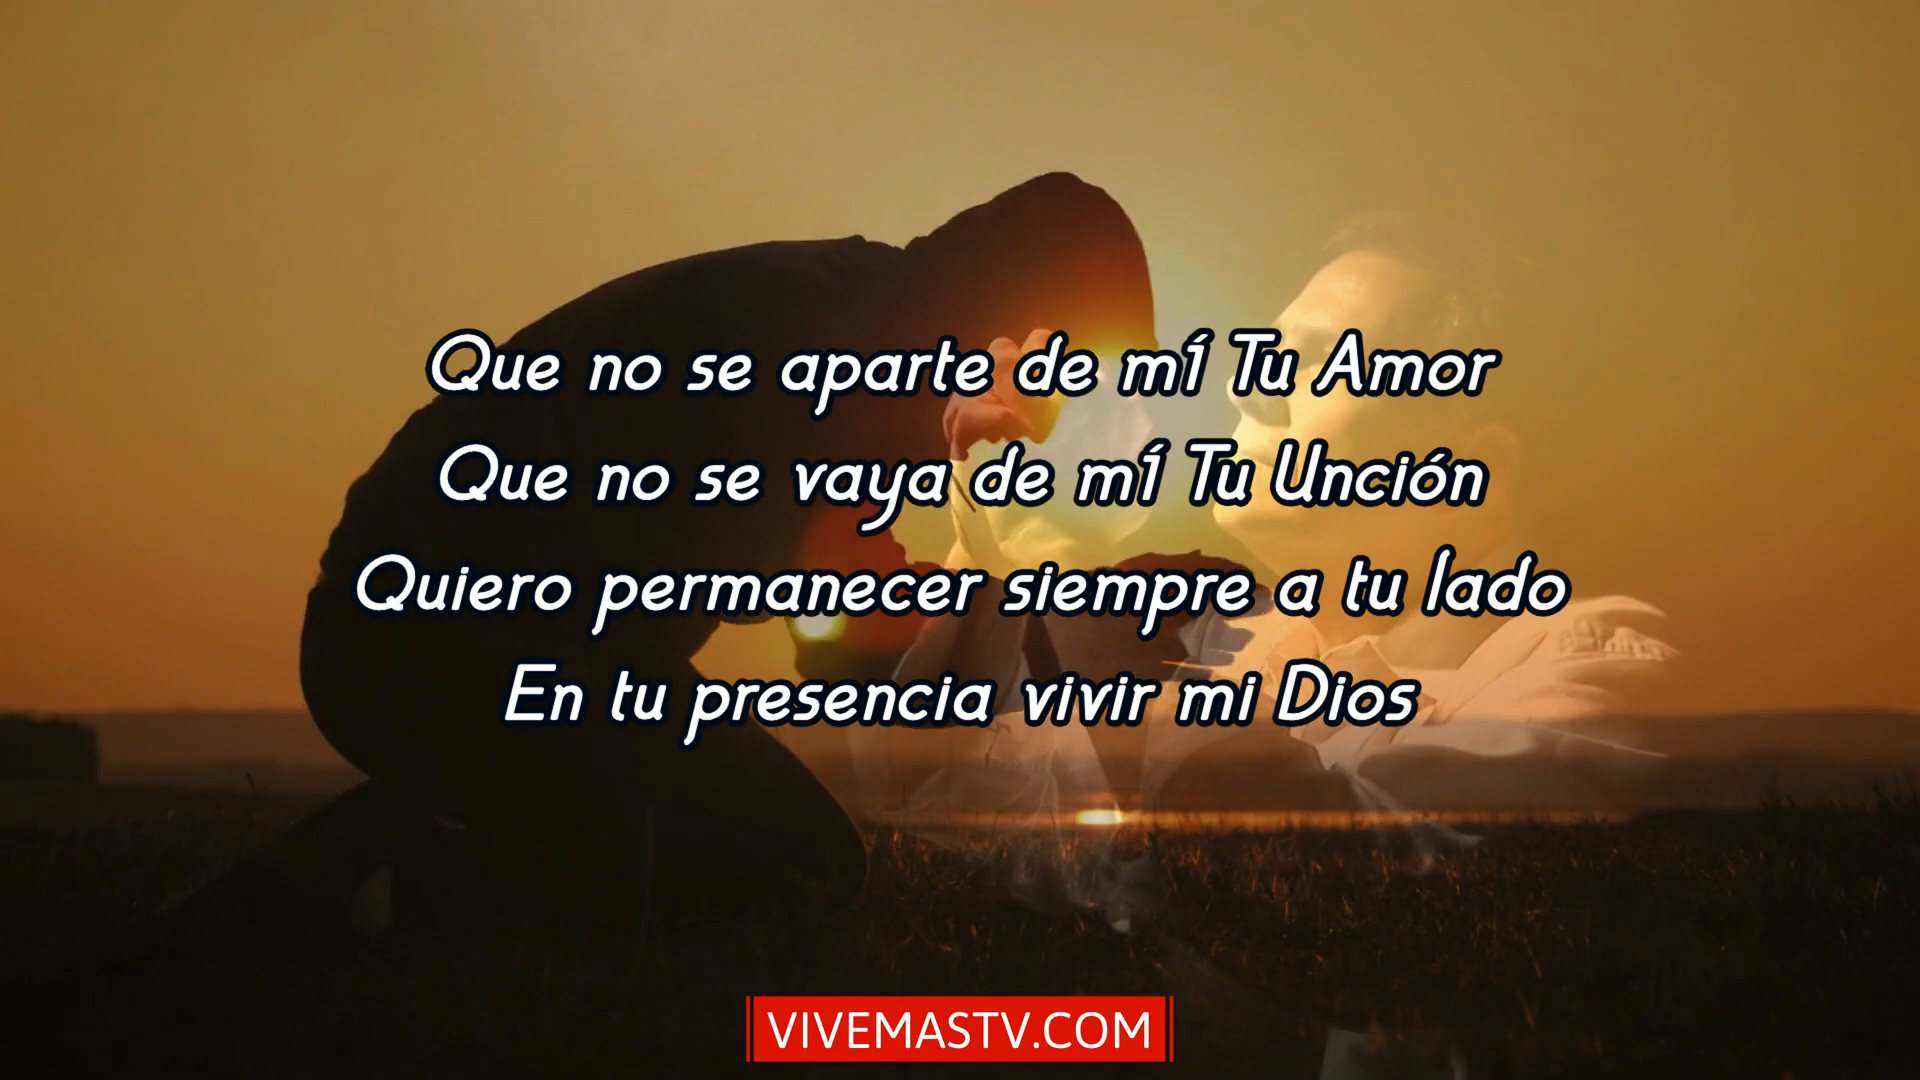 Que no se aparte de mí Tu Amor
Que no se vaya de mí Tu Unción
Quiero permanecer siempre a tu lado
En tu presencia vivir mi Dios
VIVEMASTV.COM